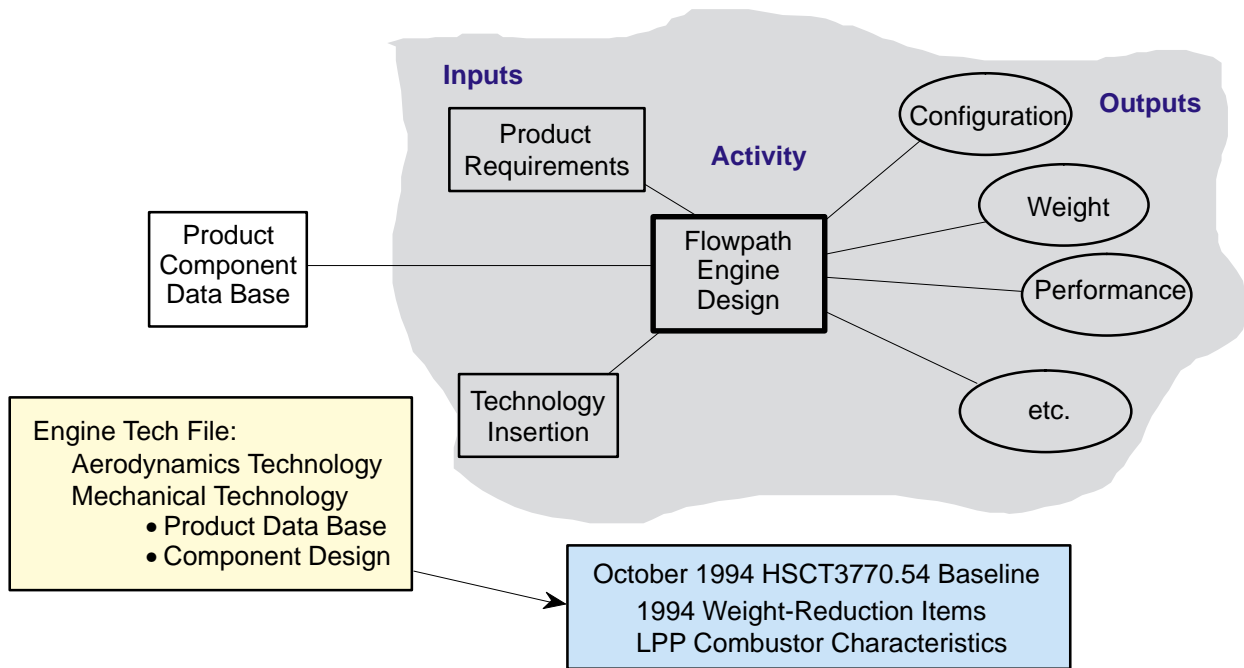 Inputs
Outputs
Activity
Product
Requirements
Configuration
Weight
Performance
etc.
Product
Component
Data Base
Flowpath
Engine
Design
Technology
Insertion
Engine Tech File:
Aerodynamics Technology
Mechanical Technology
• Product Data Base
• Component Design
October 1994 HSCT3770.54 Baseline
1994 Weight-Reduction Items
LPP Combustor Characteristics